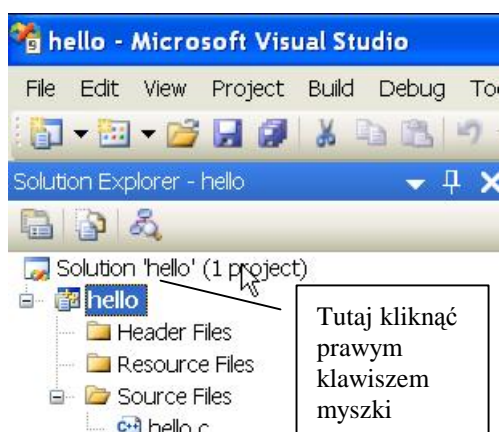 hello - Microsoft Visual Studio
File Edit View Project Build Debug
Solution Explorer - hello
Solution 'hello' (1 project)
hello
Header Files
Resource Files
Source Files
hello.c
Tutaj kliknąć
prawym
klawiszem
myszki